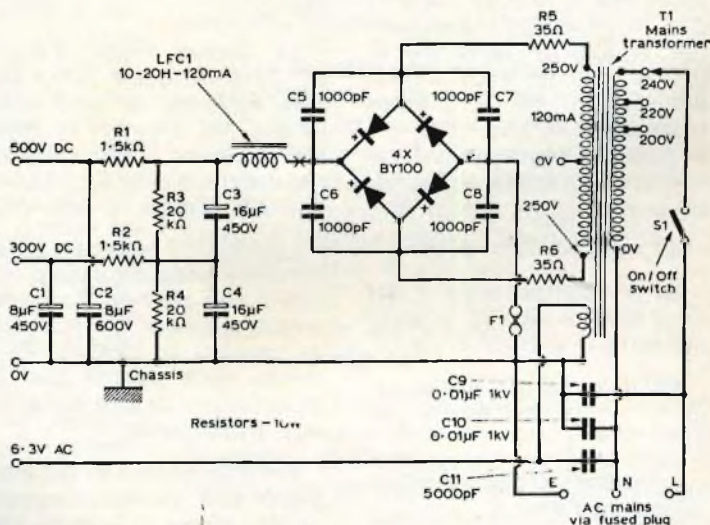 R5
35Ω
T1
Mains
transformer
LFC1
10-20H-120mA
250V
240V
220V
200V
120mA
C5
1000pF
C7
1000pF
R1
1·5kΩ
500V DC
4X
BY100
0V
R3
20
kΩ
C3
16µF
450V
C6
1000pF
C8
1000pF
250V
0V
S1
On/Off
switch
R2
1·5kΩ
300V DC
R6
35Ω
C1
8µF
450V
C2
8µF
600V
R4
20
kΩ
C4
16µF
450V
F1
0V
Chassis
C9
0·01µF 1kV
Resistors - 10W
C10
0·01µF 1kV
6·3V AC
C11
5000pF
E
N
L
A.C. mains
via fused plug